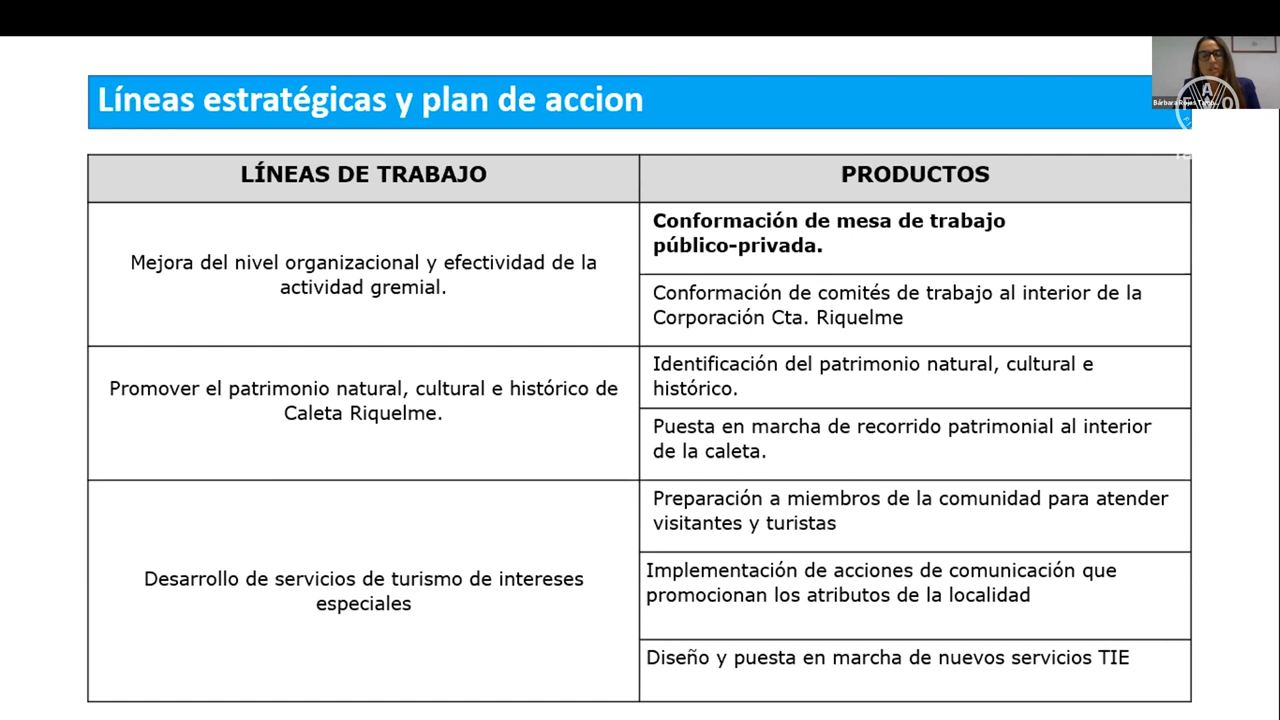 Líneas estratégicas y plan de accion
Bárbara Rojas
FAO
LÍNEAS DE TRABAJO
PRODUCTOS
Mejora del nivel organizacional y efectividad de la
actividad gremial.
Conformación de mesa de trabajo
público-privada.
Conformación de comités de trabajo al interior de la
Corporación Cta. Riquelme
Promover el patrimonio natural, cultural e histórico de
Caleta Riquelme.
Identificación del patrimonio natural, cultural e
histórico.
Puesta en marcha de recorrido patrimonial al interior
de la caleta.
Desarrollo de servicios de turismo de intereses
especiales
Preparación a miembros de la comunidad para atender
visitantes y turistas
Implementación de acciones de comunicación que
promocionan los atributos de la localidad
Diseño y puesta en marcha de nuevos servicios TIE